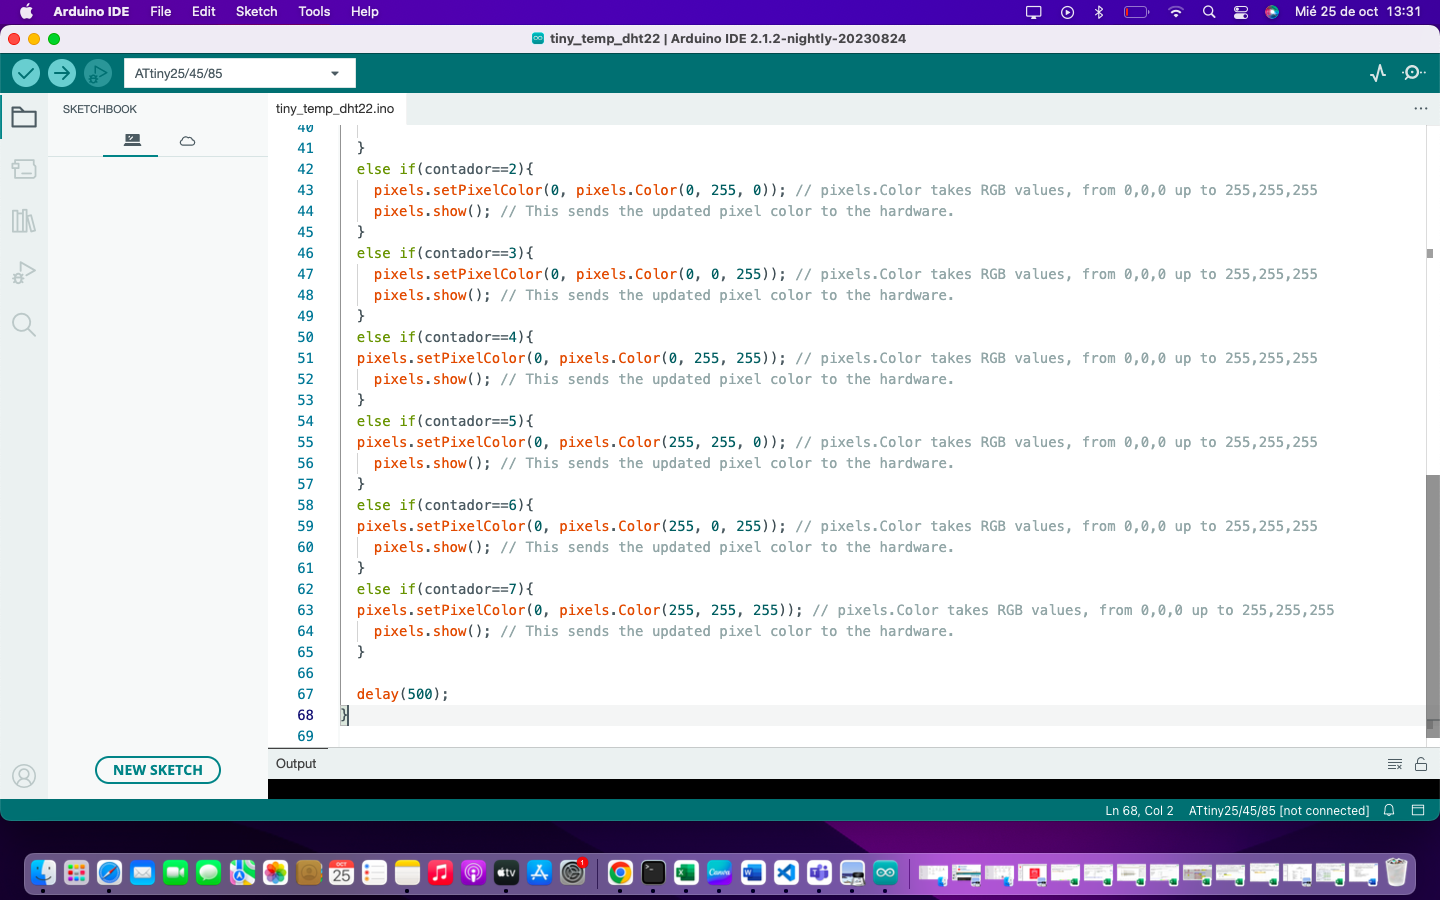 Arduino IDE File Edit Sketch Tools Help Mié 25 de oct 13:31
tiny_temp_dht22 | Arduino IDE 2.1.2-nightly-20230824
ATtiny25/45/85
SKETCHBOOK
tiny_temp_dht22.ino
40
41 }
42 else if(contador==2){
43 pixels.setPixelColor(0, pixels.Color(0, 255, 0)); // pixels.Color takes RGB values, from 0,0,0 up to 255,255,255
44 pixels.show(); // This sends the updated pixel color to the hardware.
45 }
46 else if(contador==3){
47 pixels.setPixelColor(0, pixels.Color(0, 0, 255)); // pixels.Color takes RGB values, from 0,0,0 up to 255,255,255
48 pixels.show(); // This sends the updated pixel color to the hardware.
49 }
50 else if(contador==4){
51 pixels.setPixelColor(0, pixels.Color(0, 255, 255)); // pixels.Color takes RGB values, from 0,0,0 up to 255,255,255
52 pixels.show(); // This sends the updated pixel color to the hardware.
53 }
54 else if(contador==5){
55 pixels.setPixelColor(0, pixels.Color(255, 255, 0)); // pixels.Color takes RGB values, from 0,0,0 up to 255,255,255
56 pixels.show(); // This sends the updated pixel color to the hardware.
57 }
58 else if(contador==6){
59 pixels.setPixelColor(0, pixels.Color(255, 0, 255)); // pixels.Color takes RGB values, from 0,0,0 up to 255,255,255
60 pixels.show(); // This sends the updated pixel color to the hardware.
61 }
62 else if(contador==7){
63 pixels.setPixelColor(0, pixels.Color(255, 255, 255)); // pixels.Color takes RGB values, from 0,0,0 up to 255,255,255
64 pixels.show(); // This sends the updated pixel color to the hardware.
65 }
66
67 delay(500);
68 }
69
NEW SKETCH
Output
Ln 68, Col 2 ATtiny25/45/85 [not connected]
OCT
25
tv
1
Canva